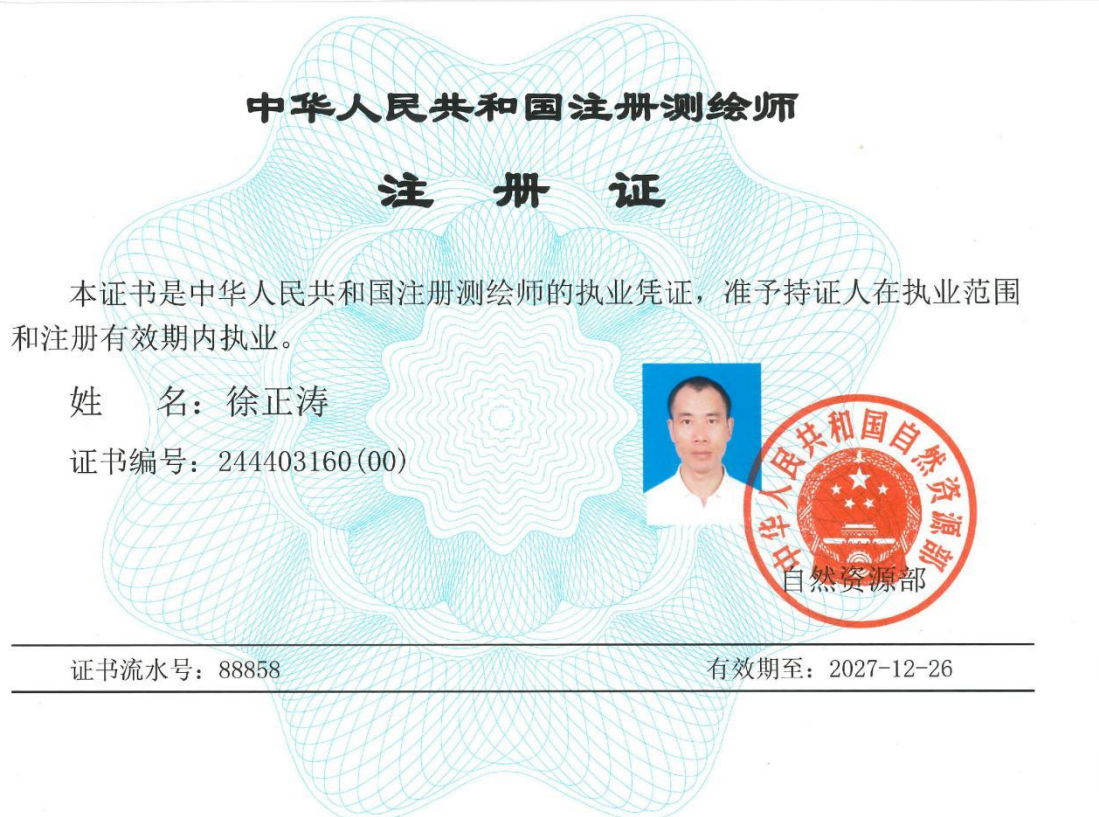 中华人民共和国注册测绘师
注 册 证
本证书是中华人民共和国注册测绘师的执业凭证，准予持证人在执业范围
和注册有效期内执业。
姓 名：徐正涛
证书编号：244403160(00)
中华人民共和国自然资源部
自然资源部
证书流水号：88858
有效期至：2027-12-26